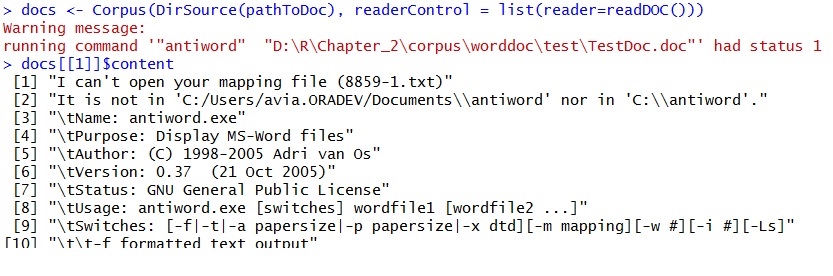 > docs <- Corpus(DirSource(pathToDoc), readerControl = list(reader=readDOC()))
Warning message:
running command '"antiword"  "D:\R\Chapter_2\corpus\worddoc\test\TestDoc.doc"' had status 1
> docs[[1]]$content
[1] "I can't open your mapping file (8859-1.txt)"
[2] "It is not in 'C:/Users/avia.ORADEV/Documents\\antiword' nor in 'C:\\antiword'."
[3] "\tName: antiword.exe"
[4] "\tPurpose: Display MS-Word files"
[5] "\tAuthor: (C) 1998-2005 Adri van Os"
[6] "\tVersion: 0.37  (21 Oct 2005)"
[7] "\tStatus: GNU General Public License"
[8] "\tUsage: antiword.exe [switches] wordfile1 [wordfile2 ...]"
[9] "\tSwitches: [-f|-t|-a papersize|-p papersize|-x dtd][-m mapping][-w #][-i #][-Ls]"
[10] "\t\t-f formatted text output"